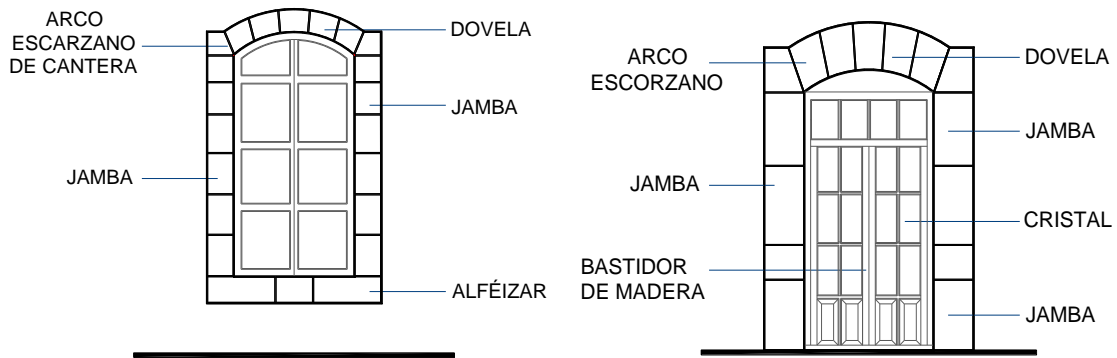 ARCO
ESCARZANO
DE CANTERA
DOVELA
JAMBA
JAMBA
ALFÉIZAR
ARCO
ESCORZANO
DOVELA
JAMBA
JAMBA
CRISTAL
BASTIDOR
DE MADERA
JAMBA